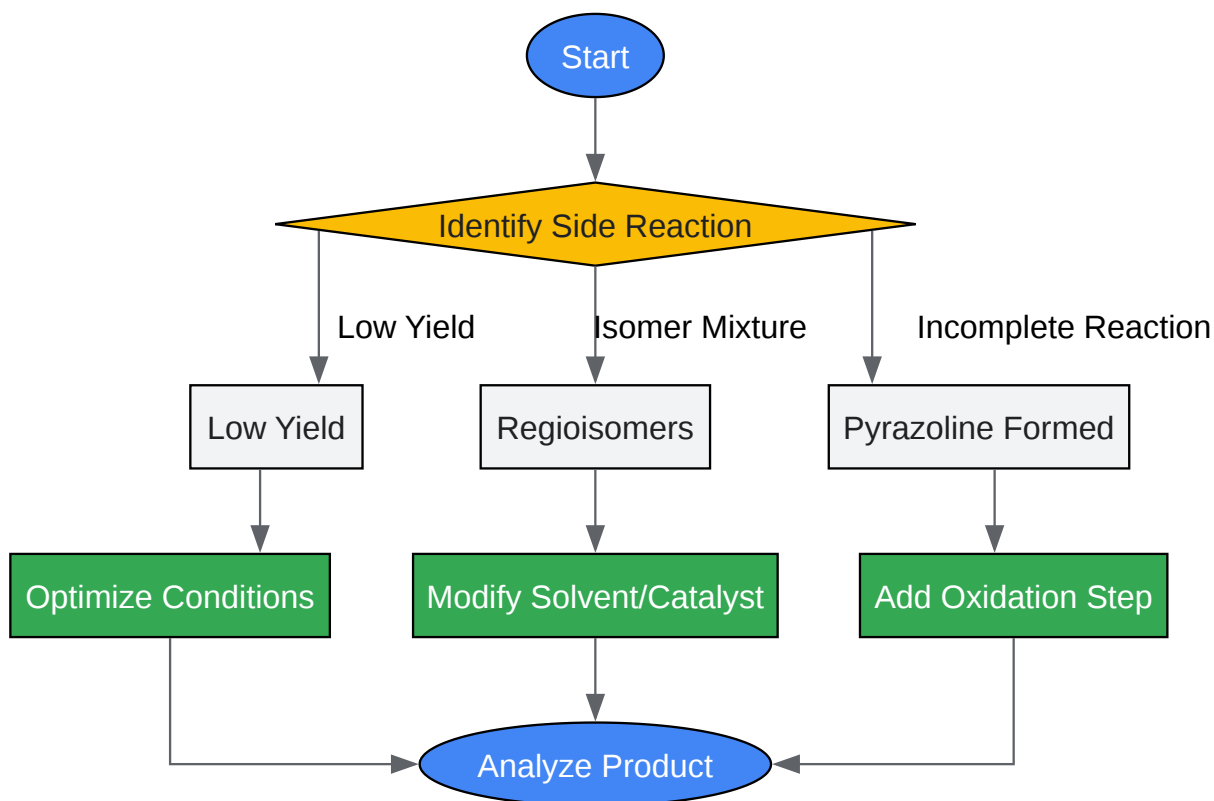 Start
Identify Side Reaction
Low Yield
Isomer Mixture
Incomplete Reaction
Low Yield
Regioisomers
Pyrazoline Formed
Optimize Conditions
Modify Solvent/Catalyst
Add Oxidation Step
Analyze Product